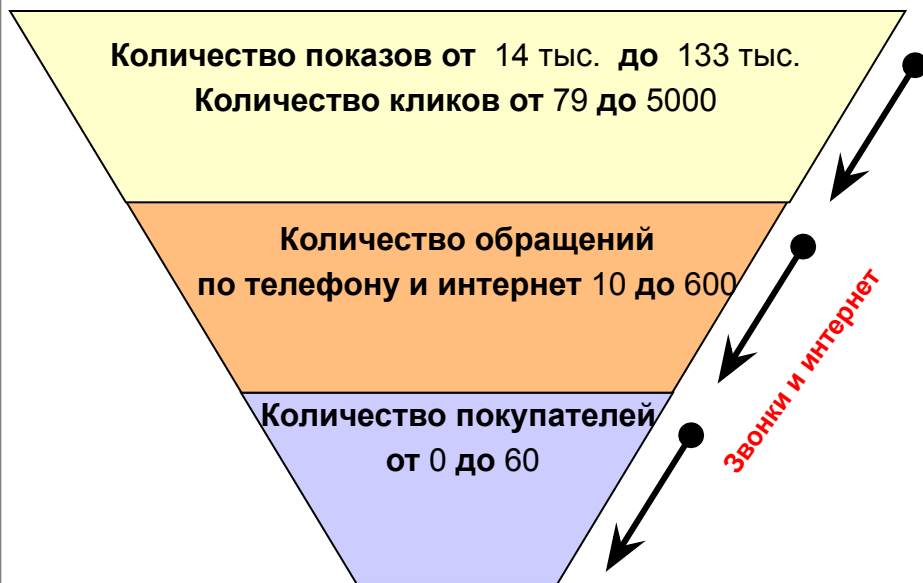 Количество показов от 14 тыс. до 133 тыс.
Количество кликов от 79 до 5000
Количество обращений
по телефону и интернет 10 до 600
Звонки и интернет
Количество покупателей
от 0 до 60